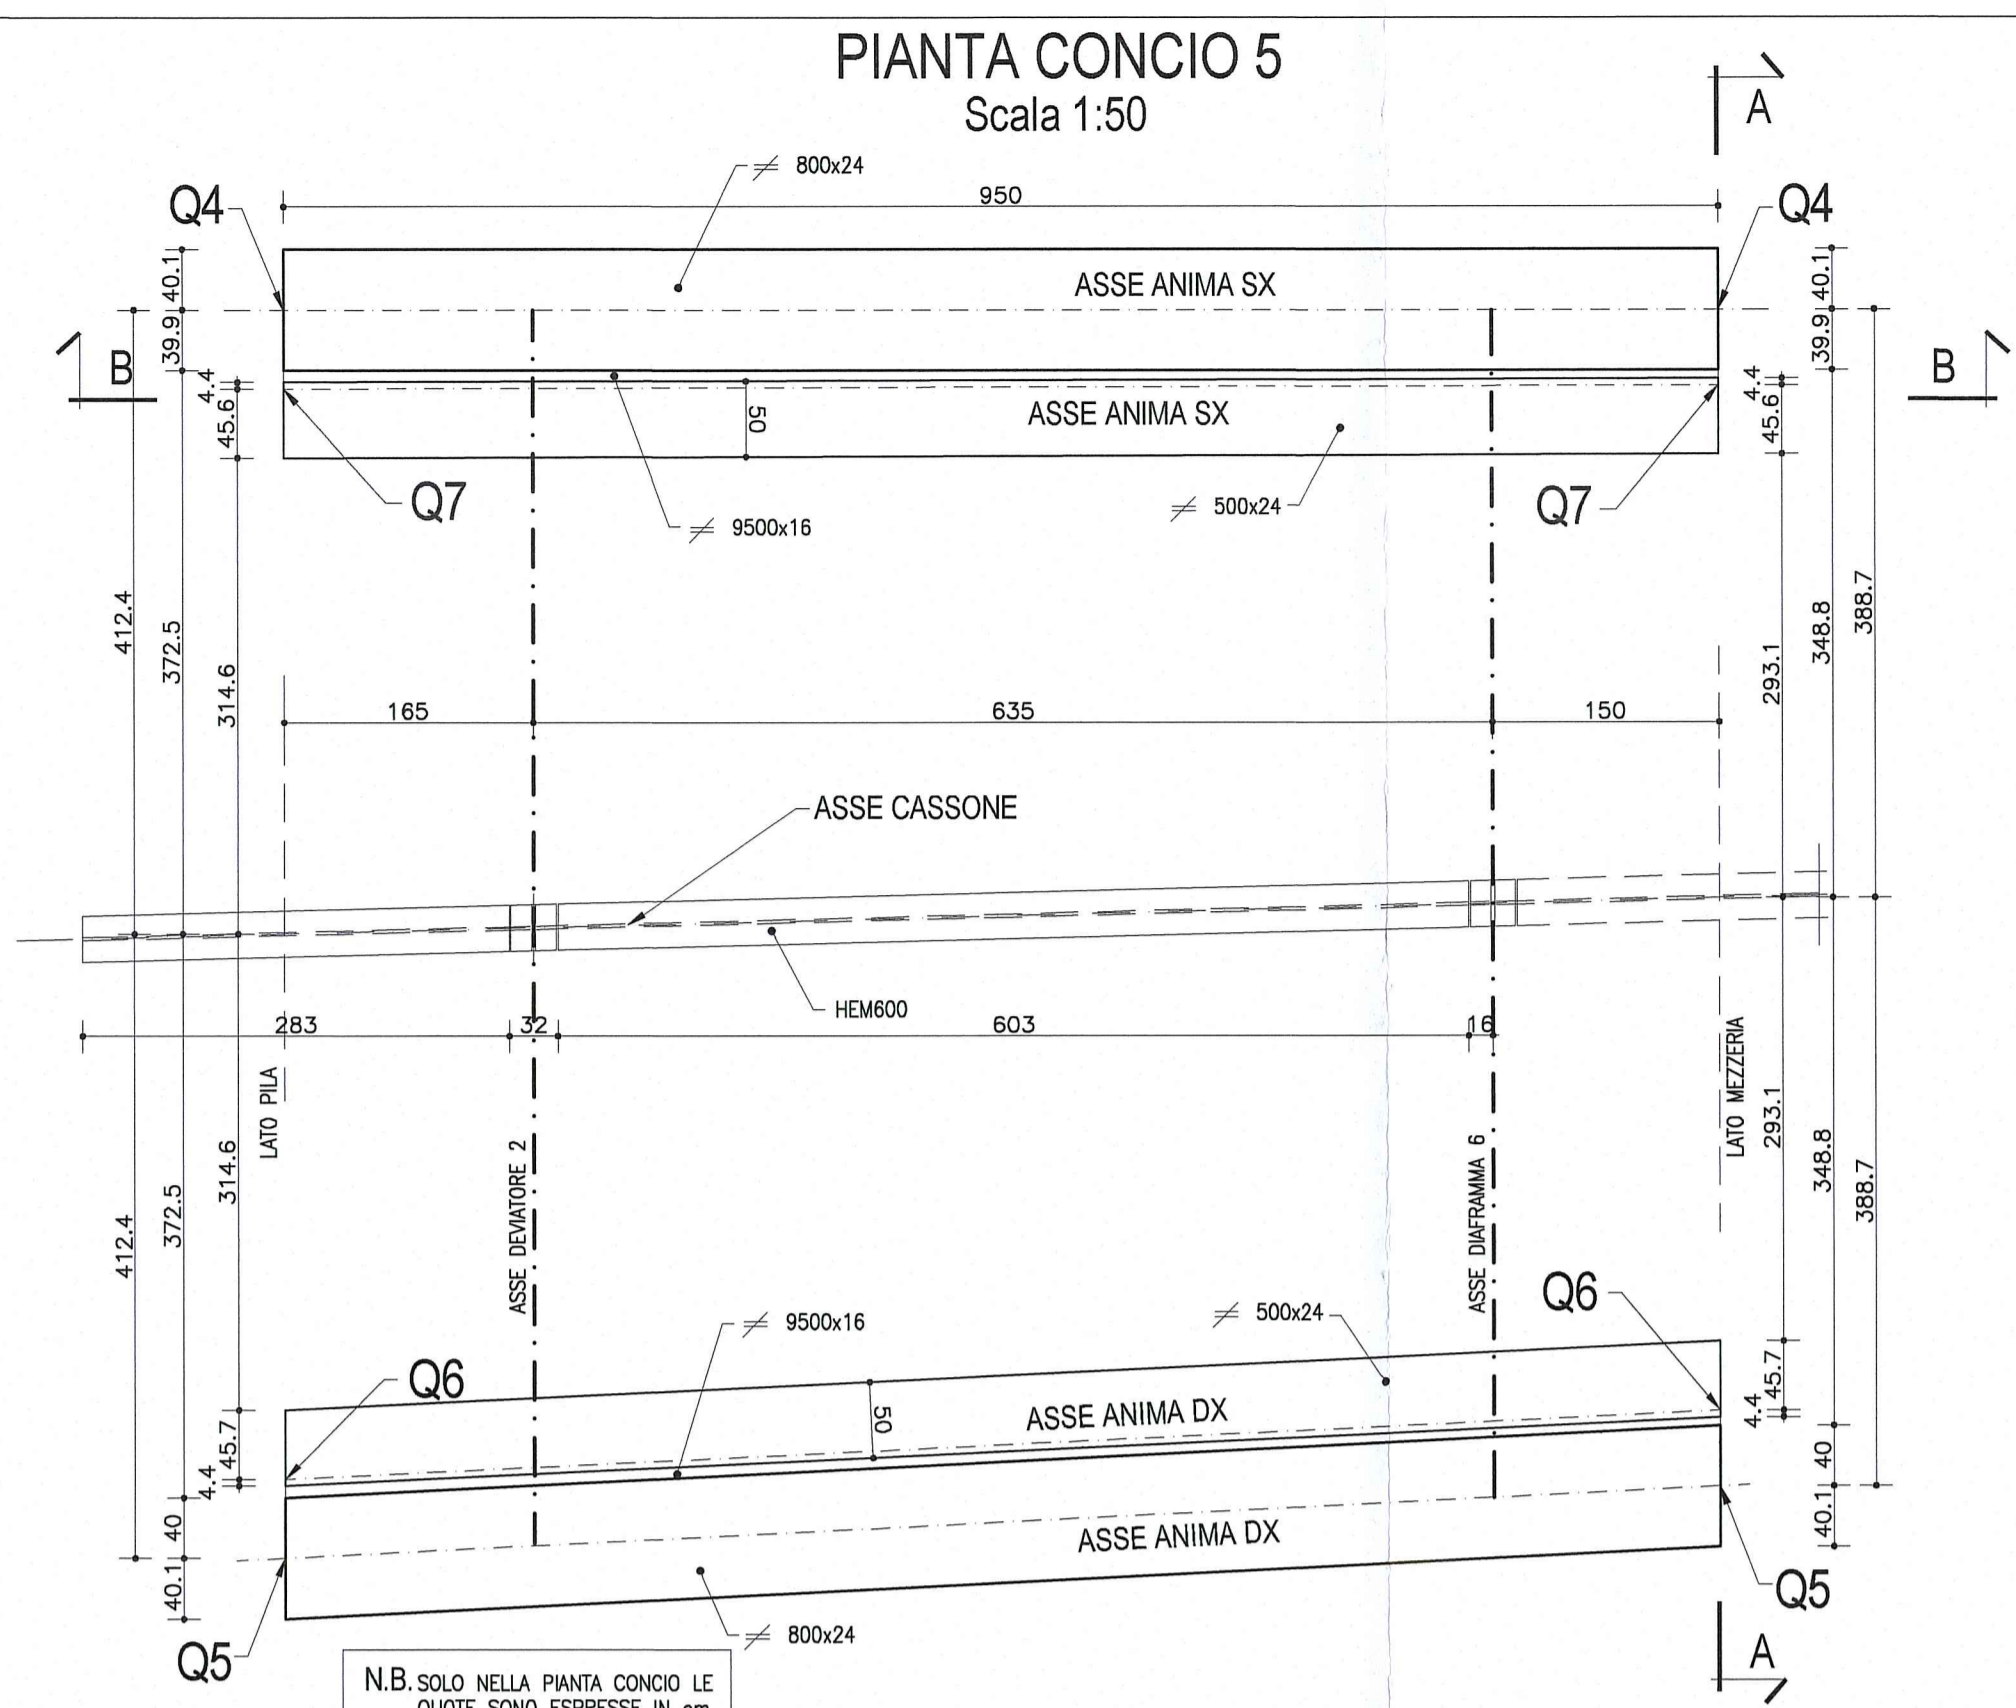 PIANTA CONCIO 5
Scala 1:50
A
≠ 800x24
950
Q4
Q4
40.1
39.9
4.4
45.6
ASSE ANIMA SX
40.1
39.9
4.4
45.6
B
B
50
ASSE ANIMA SX
Q7
≠ 9500x16
≠ 500x24
Q7
412.4
372.5
314.6
293.1
348.8
388.7
165
635
150
ASSE CASSONE
HEM600
283
32
603
16
LATO PILA
LATO MEZZERIA
ASSE DEVIATORE 2
ASSE DIAFRAMMA 6
412.4
372.5
314.6
293.1
348.8
388.7
≠ 9500x16
≠ 500x24
Q6
Q6
45.7
4.4
40
40.1
50
ASSE ANIMA DX
45.7
4.4
40
40.1
ASSE ANIMA DX
Q5
Q5
≠ 800x24
A
N.B. SOLO NELLA PIANTA CONCIO LE
QUOTE SONO ESPRESSE IN cm